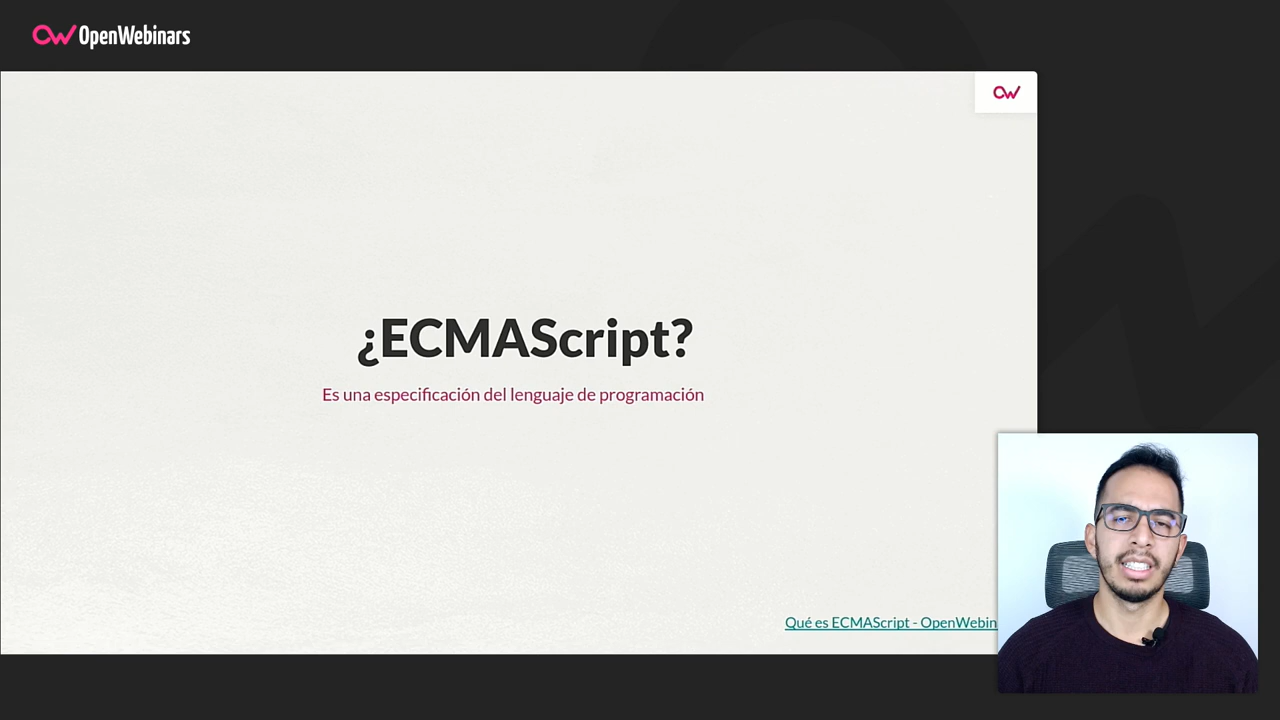 OpenWebinars
¿ECMAScript?
Es una especificación del lenguaje de programación
Qué es ECMAScript - OpenWebin